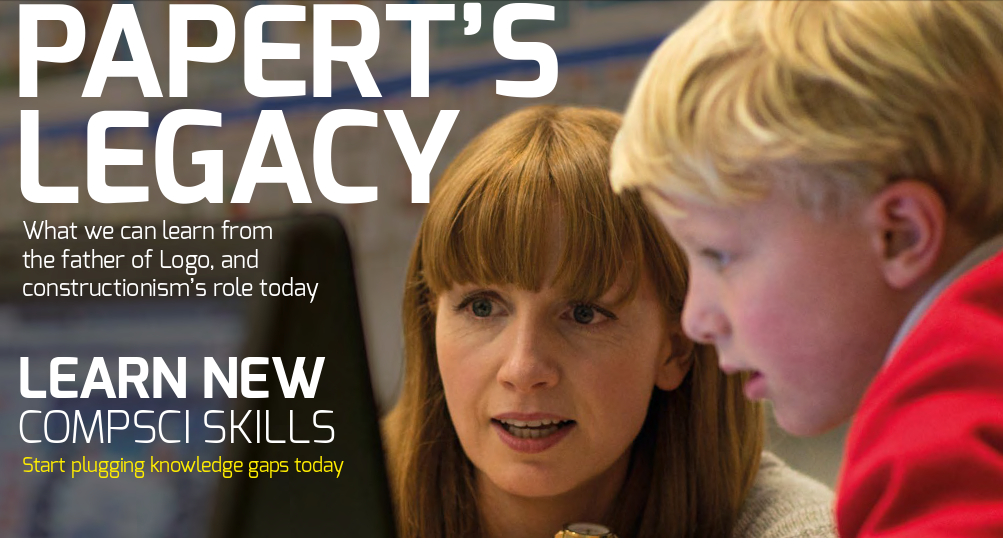 PAPERT’S
LEGACY
What we can learn from
the father of Logo, and
constructionism’s role today
LEARN NEW
COMPSCI SKILLS
Start plugging knowledge gaps today